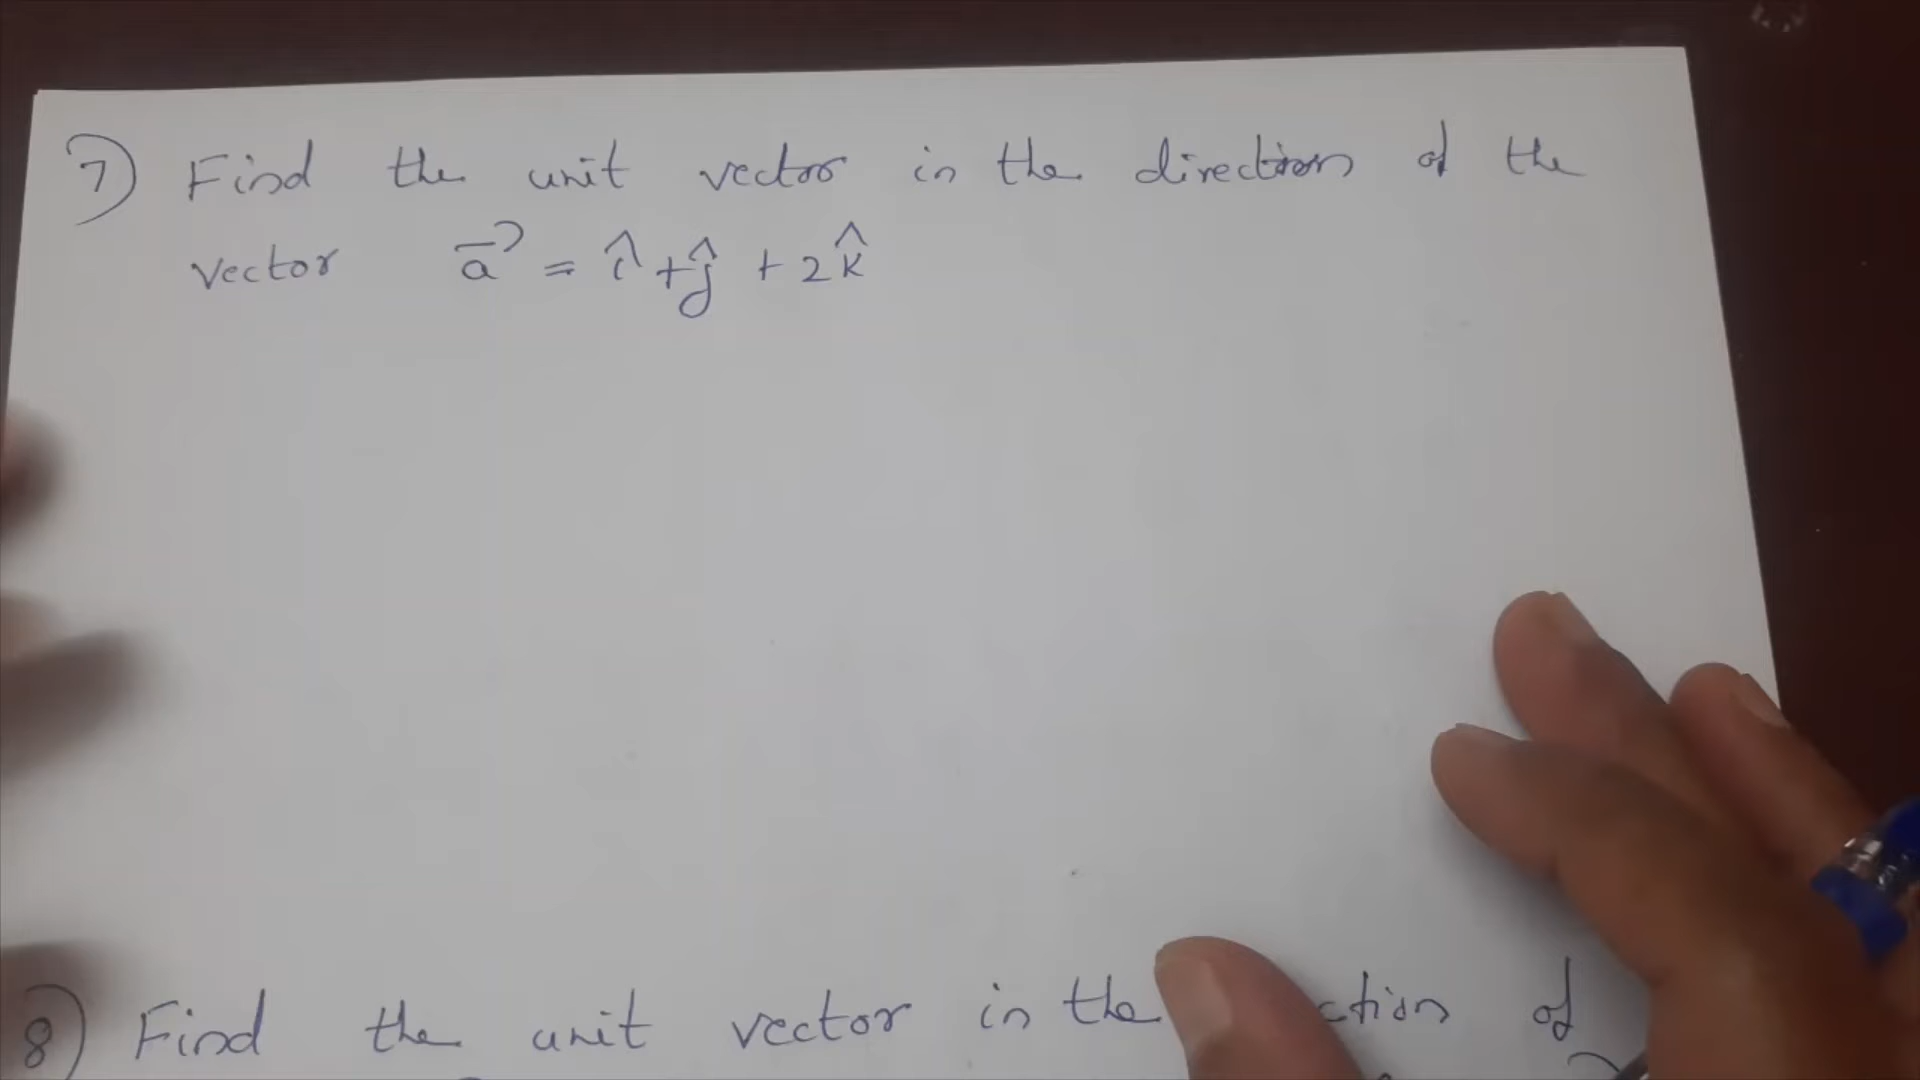 7) Find the unit vector in the direction of the
vector a⃗ = î + ĵ + 2k̂
8) Find the unit vector in the ction of